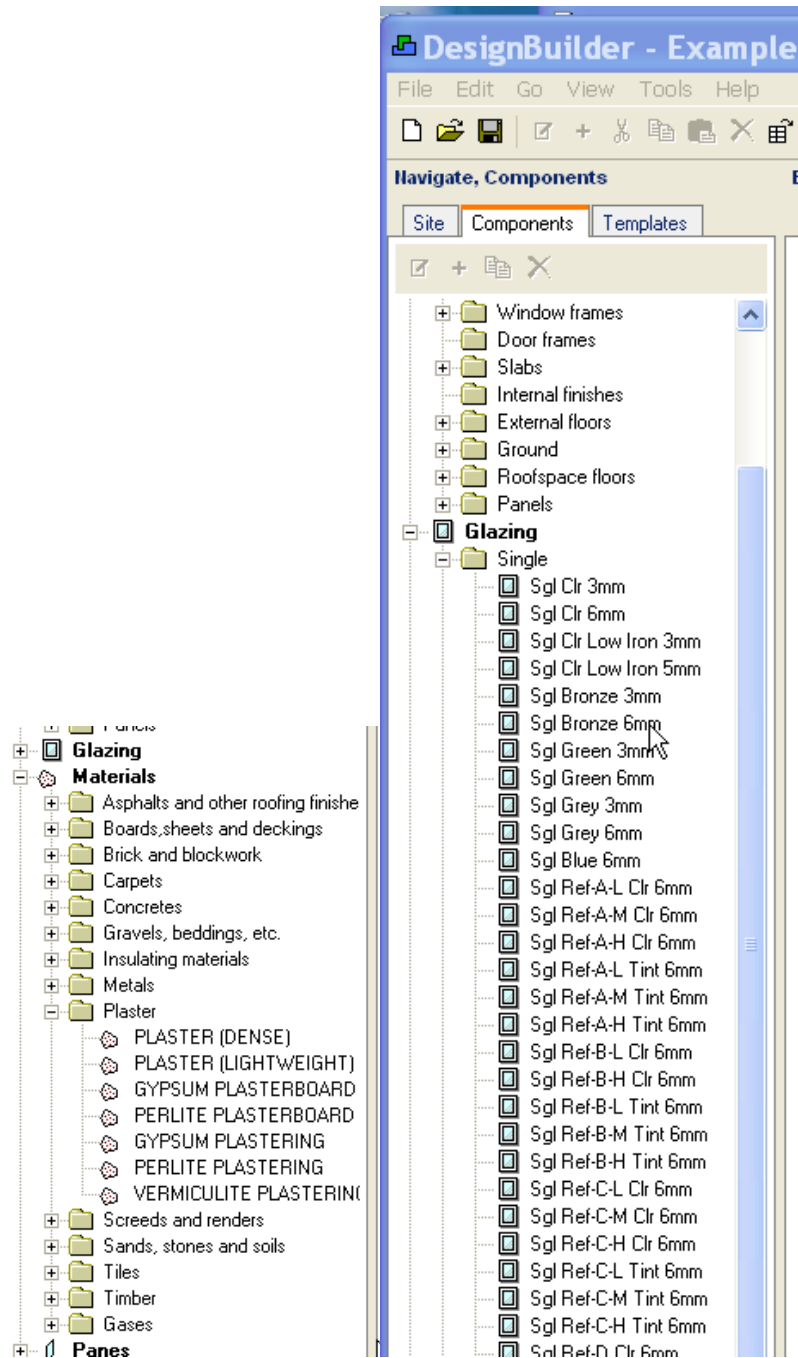 DesignBuilder - Example
File Edit Go View Tools Help
Navigate, Components
Site Components Templates
Window frames
Door frames
Slabs
Internal finishes
External floors
Ground
Roofspace floors
Panels
Glazing
Single
Sgl Clr 3mm
Sgl Clr 6mm
Sgl Clr Low Iron 3mm
Sgl Clr Low Iron 5mm
Sgl Bronze 3mm
Sgl Bronze 6mm
Sgl Green 3mm
Sgl Green 6mm
Sgl Grey 3mm
Sgl Grey 6mm
Sgl Blue 6mm
Sgl Ref-A-L Clr 6mm
Sgl Ref-A-M Clr 6mm
Sgl Ref-A-H Clr 6mm
Sgl Ref-A-L Tint 6mm
Sgl Ref-A-M Tint 6mm
Sgl Ref-A-H Tint 6mm
Sgl Ref-B-L Clr 6mm
Sgl Ref-B-H Clr 6mm
Sgl Ref-B-L Tint 6mm
Sgl Ref-B-M Tint 6mm
Sgl Ref-B-H Tint 6mm
Sgl Ref-C-L Clr 6mm
Sgl Ref-C-M Clr 6mm
Sgl Ref-C-H Clr 6mm
Sgl Ref-C-L Tint 6mm
Sgl Ref-C-M Tint 6mm
Sgl Ref-C-H Tint 6mm
Sgl Ref-D Clr 6mm
Panels
Glazing
Materials
Asphalts and other roofing finishe
Boards,sheets and deckings
Brick and blockwork
Carpets
Concretes
Gravels, beddings, etc.
Insulating materials
Metals
Plaster
PLASTER (DENSE)
PLASTER (LIGHTWEIGHT)
GYPSUM PLASTERBOARD
PERLITE PLASTERBOARD
GYPSUM PLASTERING
PERLITE PLASTERING
VERMICULITE PLASTERIN
Screeds and renders
Sands, stones and soils
Tiles
Timber
Gases
Panes